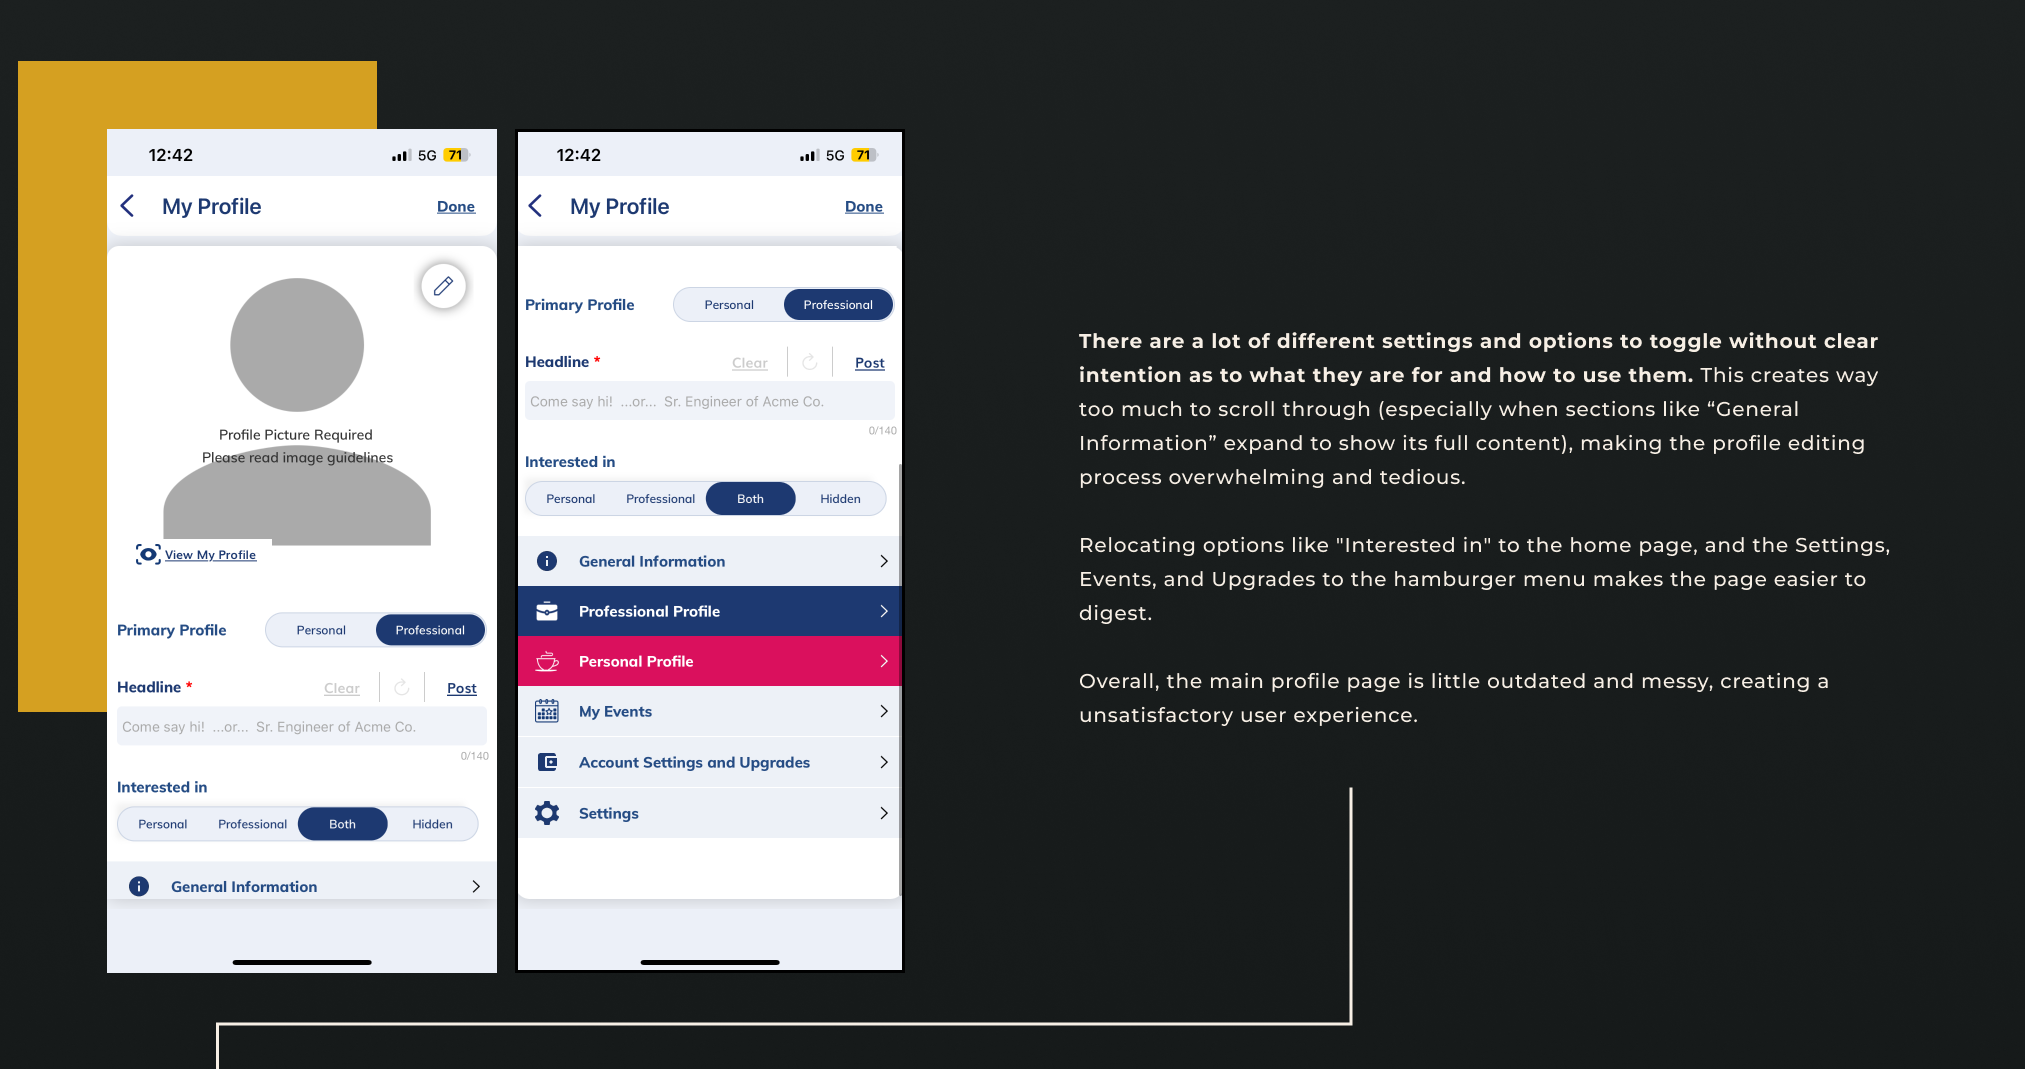 12:42
5G 71
My Profile
Done
Profile Picture Required
Please read image guidelines
View My Profile
Primary Profile
Personal
Professional
Headline *
Clear
Post
Come say hi!  ...or...  Sr. Engineer of Acme Co.
0/140
Interested in
Personal
Professional
Both
Hidden
General Information
12:42
5G 71
My Profile
Done
Primary Profile
Personal
Professional
Headline *
Clear
Post
Come say hi!  ...or...  Sr. Engineer of Acme Co.
0/140
Interested in
Personal
Professional
Both
Hidden
General Information
Professional Profile
Personal Profile
My Events
Account Settings and Upgrades
Settings
There are a lot of different settings and options to toggle without clear
intention as to what they are for and how to use them. This creates way
too much to scroll through (especially when sections like “General
Information” expand to show its full content), making the profile editing
process overwhelming and tedious.
Relocating options like "Interested in" to the home page, and the Settings,
Events, and Upgrades to the hamburger menu makes the page easier to
digest.
Overall, the main profile page is little outdated and messy, creating a
unsatisfactory user experience.